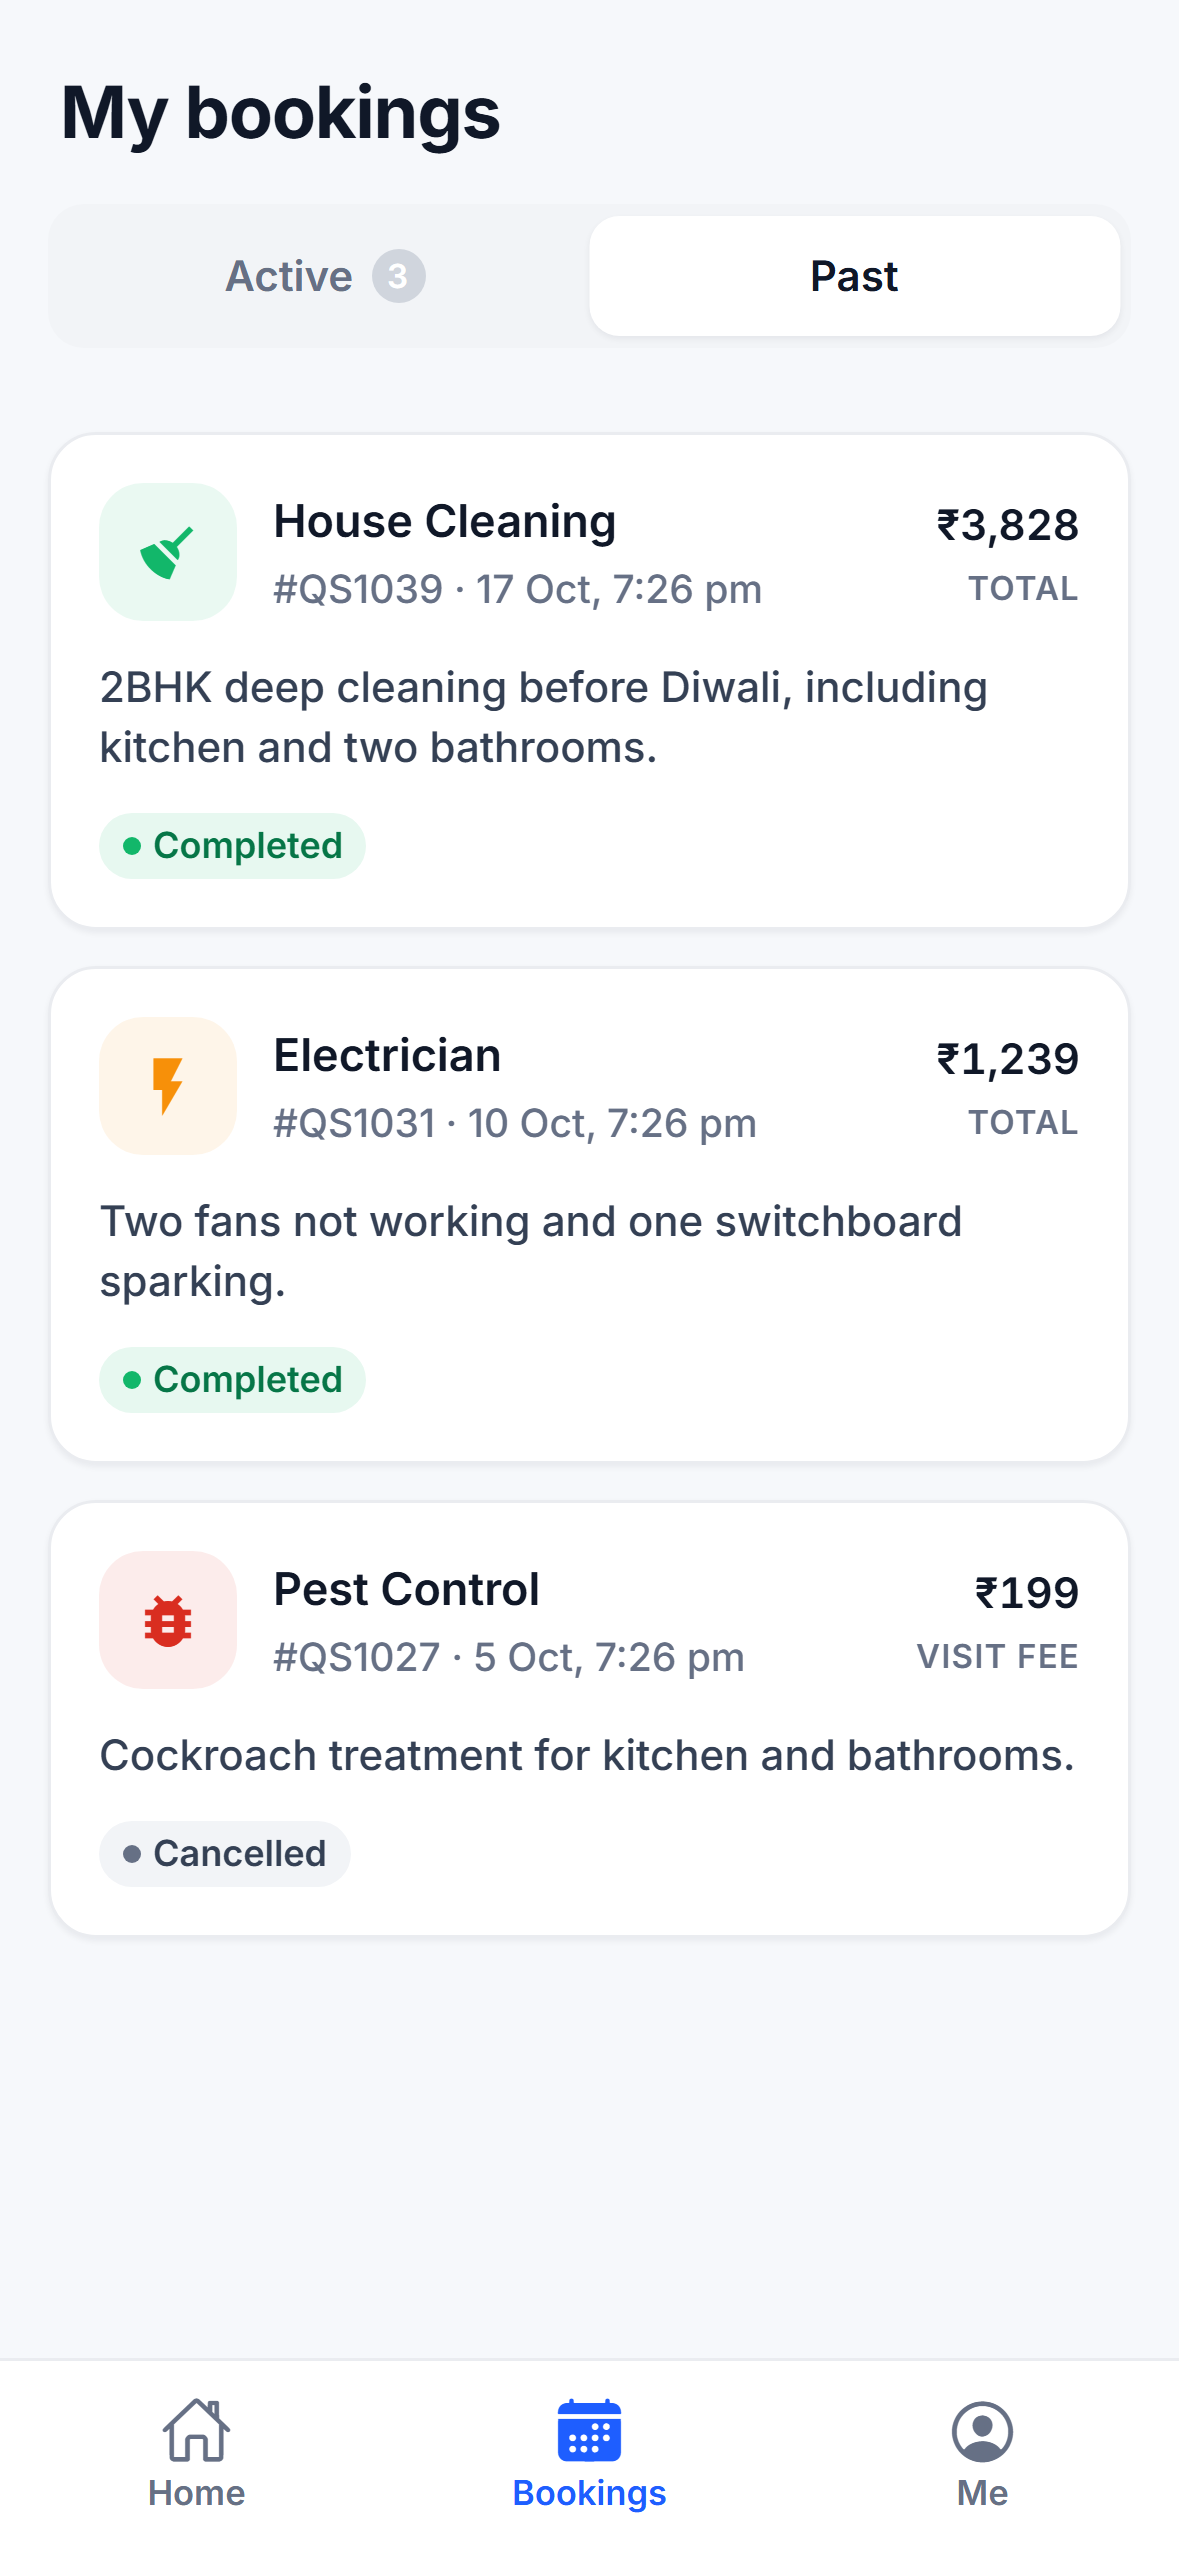 My bookings
Active 3
Past
House Cleaning
₹3,828
#QS1039 · 17 Oct, 7:26 pm
TOTAL
2BHK deep cleaning before Diwali, including
kitchen and two bathrooms.
Completed
Electrician
₹1,239
#QS1031 · 10 Oct, 7:26 pm
TOTAL
Two fans not working and one switchboard
sparking.
Completed
Pest Control
₹199
#QS1027 · 5 Oct, 7:26 pm
VISIT FEE
Cockroach treatment for kitchen and bathrooms.
Cancelled
Home
Bookings
Me